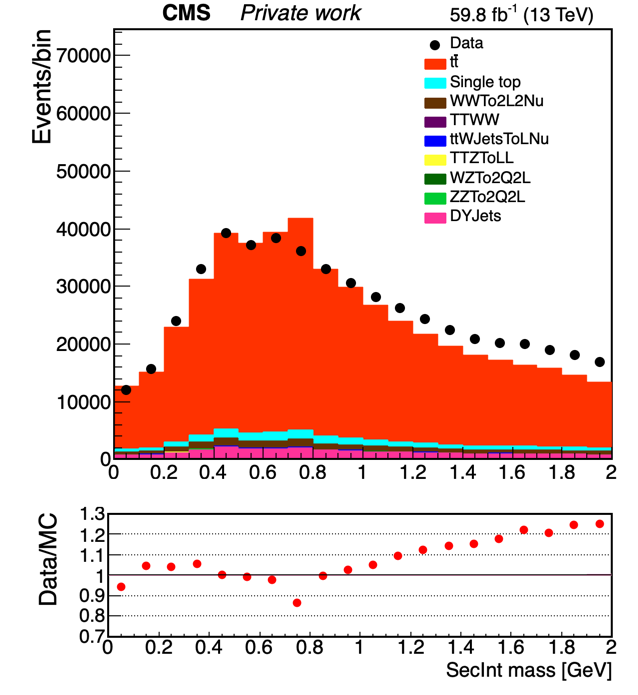 CMS Private work 59.8 fb⁻¹ (13 TeV)
Events/bin
70000
60000
50000
40000
30000
20000
10000
0
Data
tt̄
Single top
WWTo2L2Nu
TTWW
ttWJetsToLNu
TTZToLL
WZTo2Q2L
ZZTo2Q2L
DYJets
0 0.2 0.4 0.6 0.8 1 1.2 1.4 1.6 1.8 2
Data/MC
1.3
1.2
1.1
1
0.9
0.8
0.7
0 0.2 0.4 0.6 0.8 1 1.2 1.4 1.6 1.8 2
SecInt mass [GeV]